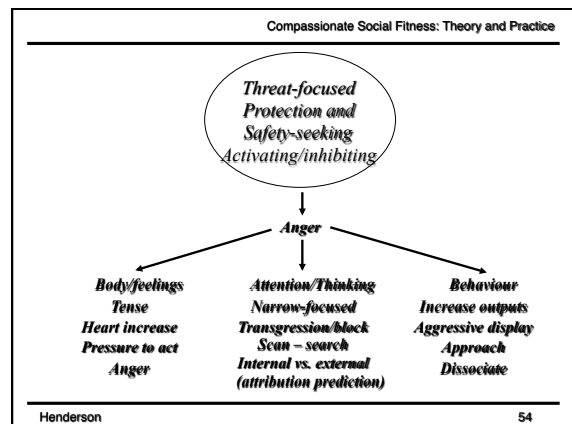 Compassionate Social Fitness: Theory and Practice
Threat-focused
Protection and
Safety-seeking
Activating/inhibiting
Anger
Body/feelings
Tense
Heart increase
Pressure to act
Anger
Attention/Thinking
Narrow-focused
Transgression/block
Scan – search
Internal vs. external
(attribution prediction)
Behaviour
Increase outputs
Aggressive display
Approach
Dissociate
Henderson
54